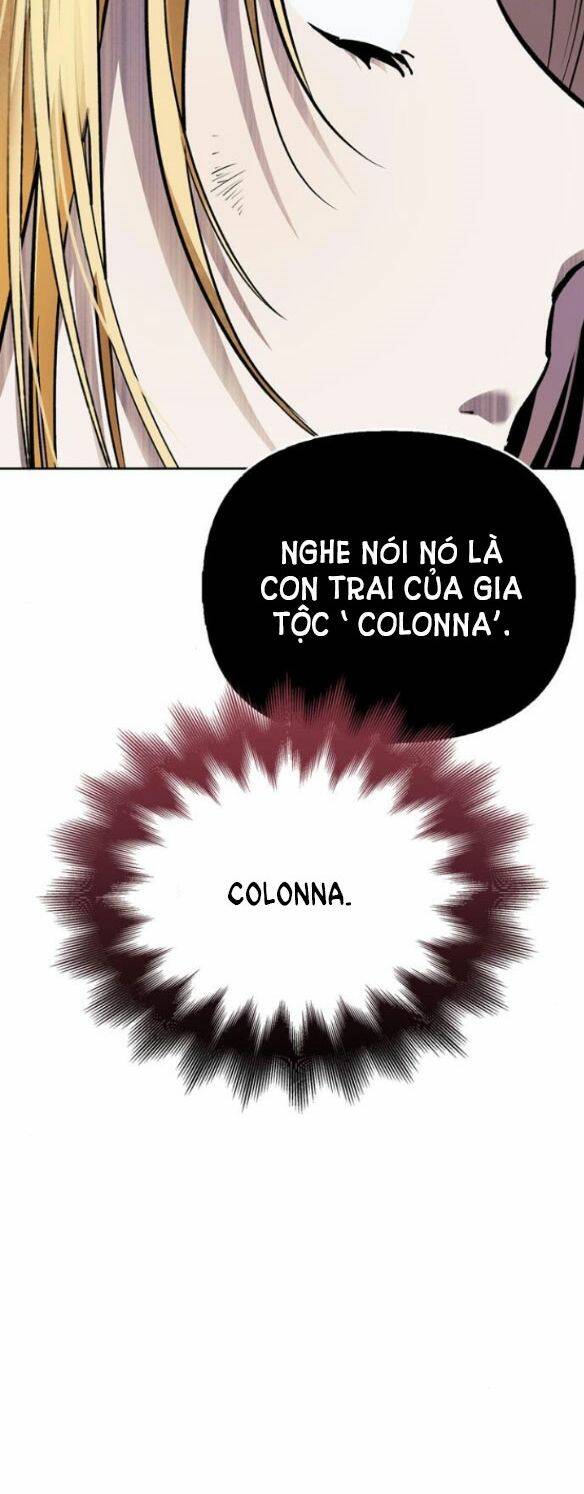 NGHE NÓI NÓ LÀ
CON TRAI CỦA GIA
TỘC ‘ COLONNA’.
COLONNA.